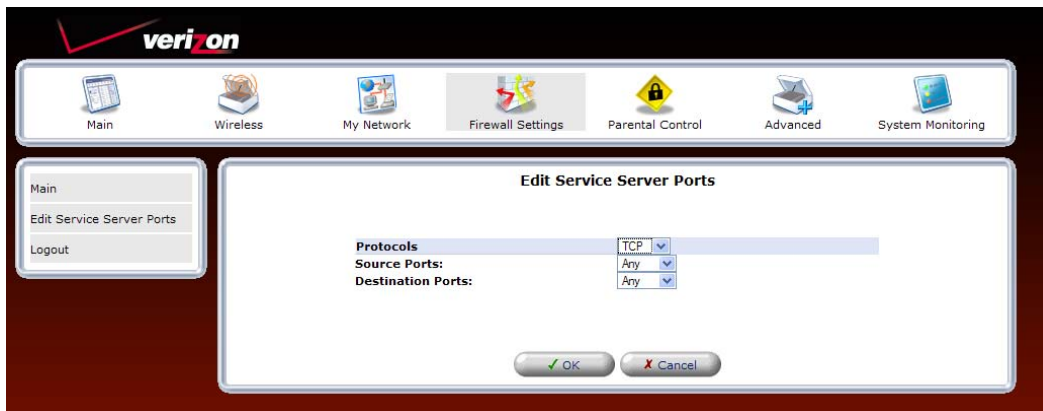 verizon
Main Wireless My Network Firewall Settings Parental Control Advanced System Monitoring
Main
Edit Service Server Ports
Logout
Edit Service Server Ports
Protocols TCP
Source Ports: Any
Destination Ports: Any
OK Cancel